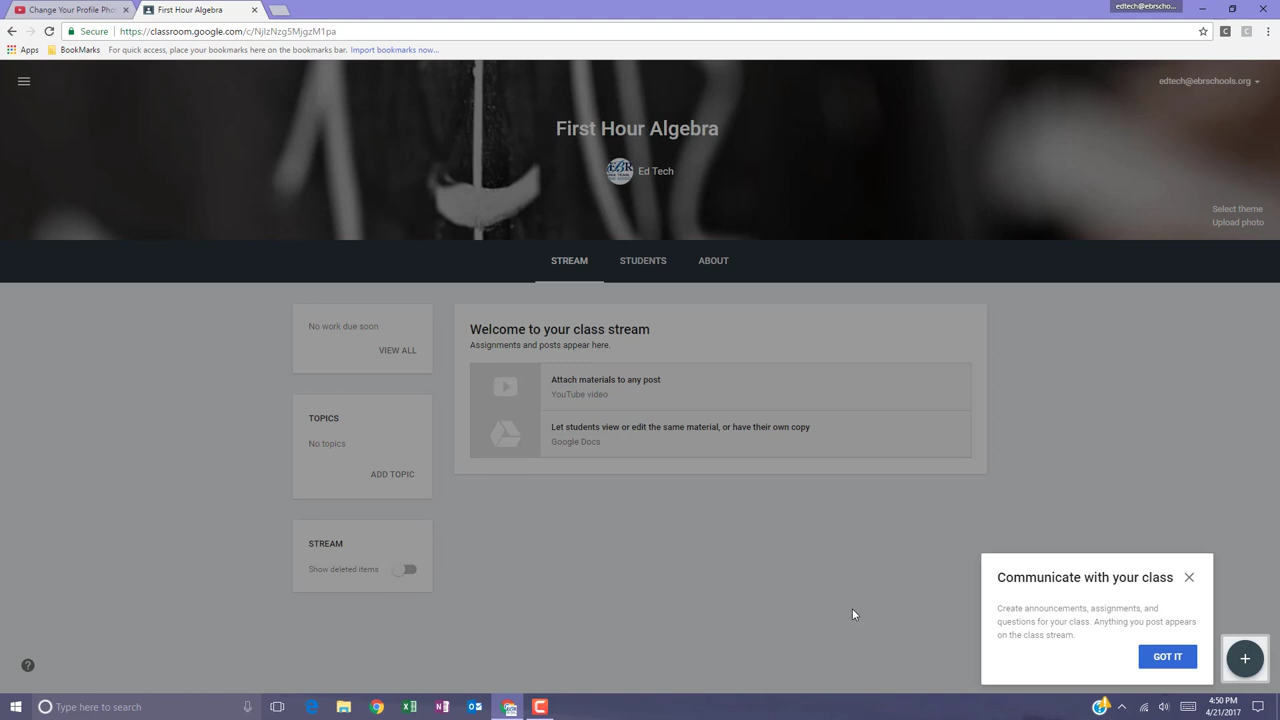 Change Your Profile Pho
First Hour Algebra
edtech@ebrscho...
Secure
https://classroom.google.com/c/NjIzNzg5MjgzM1pa
Apps
BookMarks
For quick access, place your bookmarks here on the bookmarks bar.
Import bookmarks now...
edtech@ebrschools.org
First Hour Algebra
Ed Tech
Select theme
Upload photo
STREAM
STUDENTS
ABOUT
No work due soon
VIEW ALL
TOPICS
No topics
ADD TOPIC
STREAM
Show deleted items
Welcome to your class stream
Assignments and posts appear here.
Attach materials to any post
YouTube video
Let students view or edit the same material, or have their own copy
Google Docs
Communicate with your class
Create announcements, assignments, and
questions for your class. Anything you post appears
on the class stream.
GOT IT
Type here to search
4:50 PM
4/21/2017